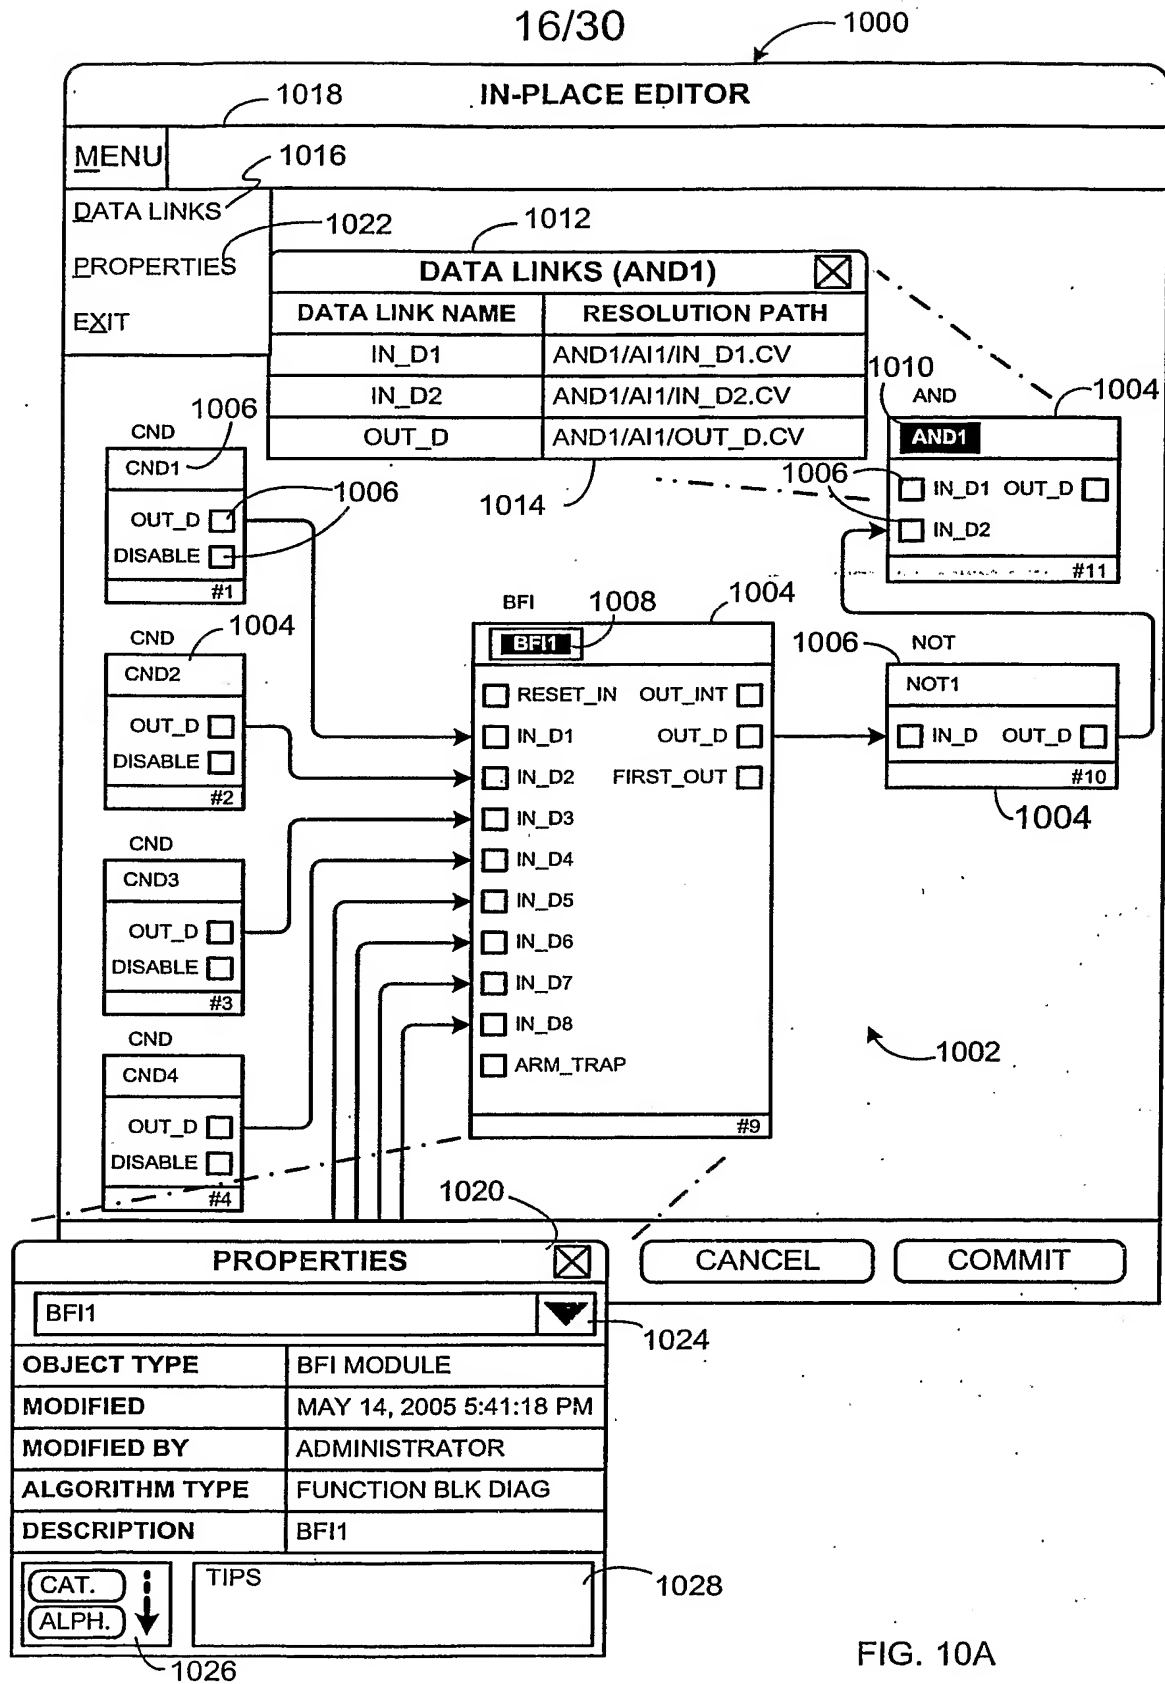 16/30
1000
IN-PLACE EDITOR
1018
MENU
1016
DATA LINKS
1022
PROPERTIES
EXIT
1012
DATA LINKS (AND1)
DATA LINK NAME RESOLUTION PATH
IN_D1 AND1/AI1/IN_D1.CV
IN_D2 AND1/AI1/IN_D2.CV
OUT_D AND1/AI1/OUT_D.CV
1014
1010
AND
1004
AND1
1006
IN_D1 OUT_D
IN_D2
#11
1006
CND
CND1
1006
OUT_D
DISABLE
#1
CND
1004
CND2
OUT_D
DISABLE
#2
CND
CND3
OUT_D
DISABLE
#3
CND
CND4
OUT_D
DISABLE
#4
BFI
1008
1004
BFI1
RESET_IN OUT_INT
IN_D1 OUT_D
IN_D2 FIRST_OUT
IN_D3
IN_D4
IN_D5
IN_D6
IN_D7
IN_D8
ARM_TRAP
#9
1006
NOT
NOT1
IN_D OUT_D
#10
1004
1002
1020
PROPERTIES
CANCEL
COMMIT
BFI1
1024
OBJECT TYPE BFI MODULE
MODIFIED MAY 14, 2005 5:41:18 PM
MODIFIED BY ADMINISTRATOR
ALGORITHM TYPE FUNCTION BLK DIAG
DESCRIPTION BFI1
CAT.
ALPH.
TIPS
1028
1026
FIG. 10A